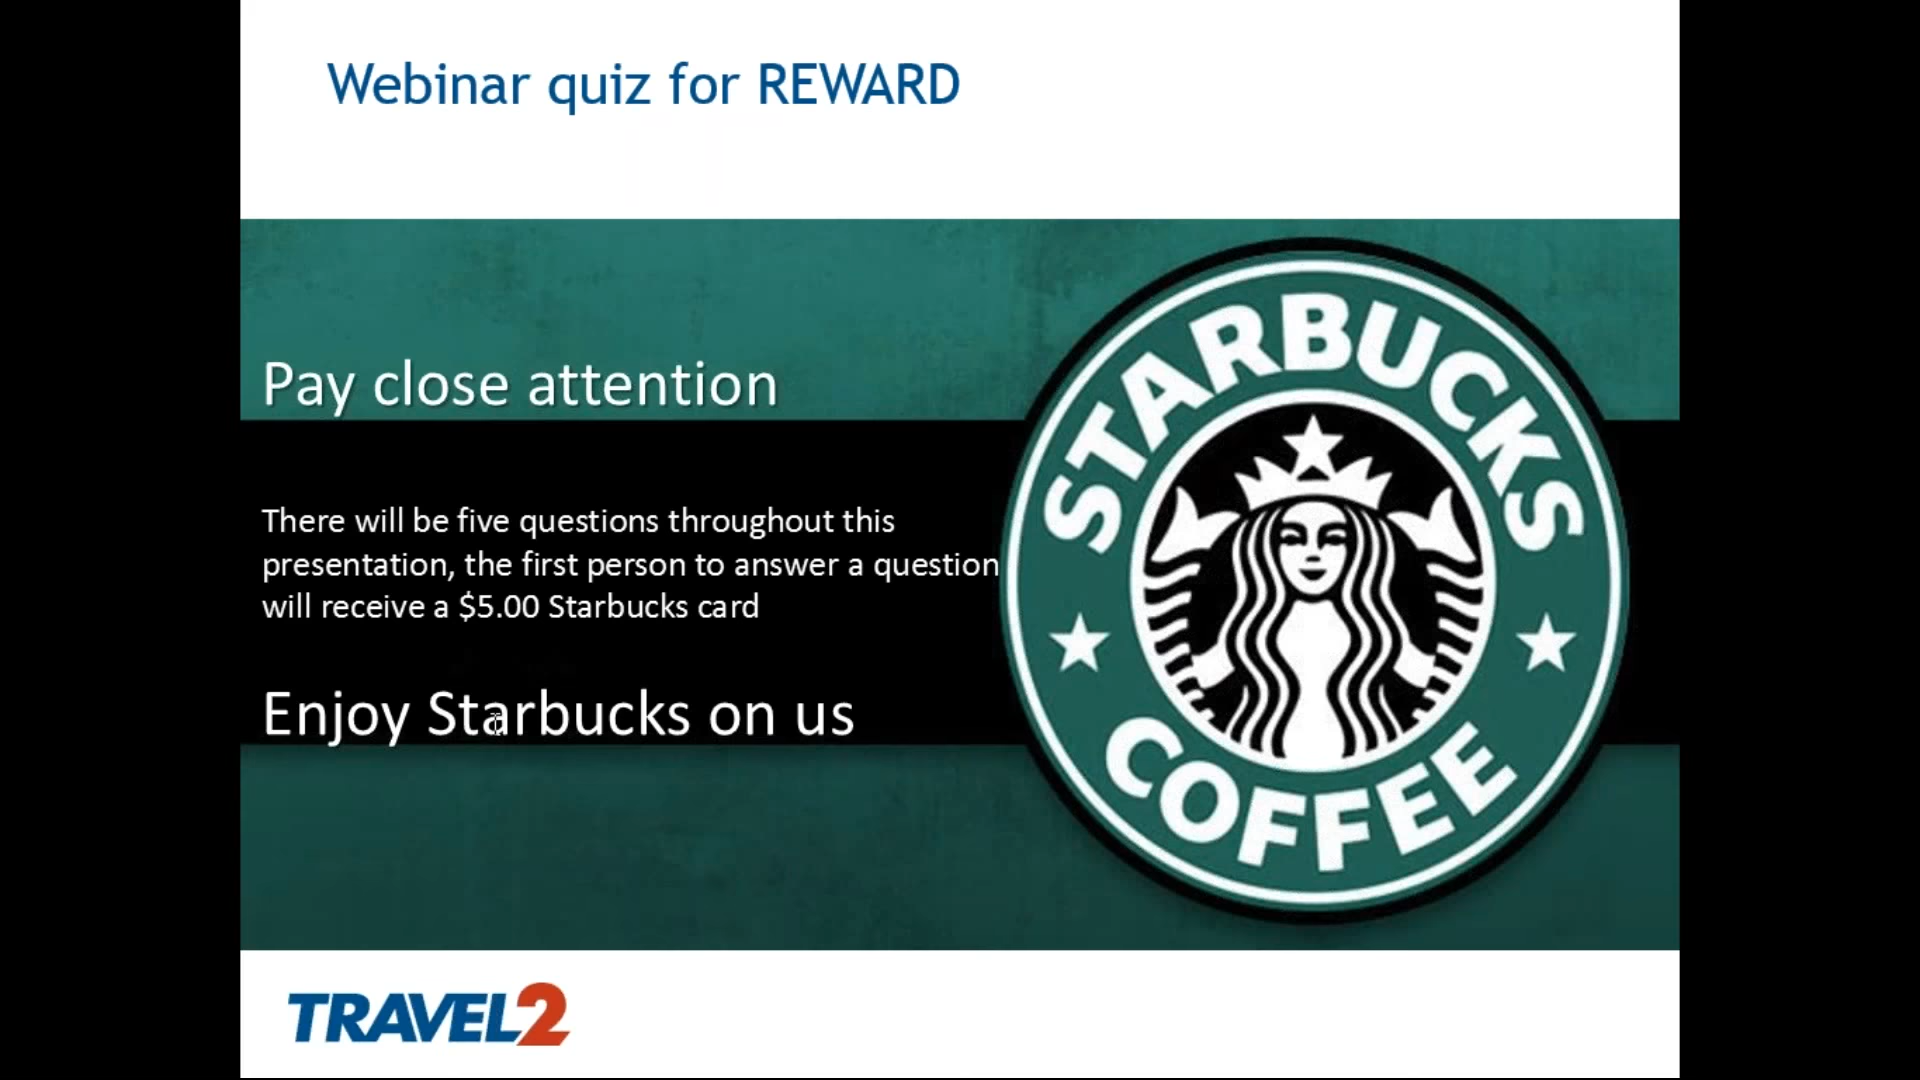 Webinar quiz for REWARD
Pay close attention
There will be five questions throughout this
presentation, the first person to answer a question
will receive a $5.00 Starbucks card
Enjoy Starbucks on us
STARBUCKS
COFFEE
TRAVEL2